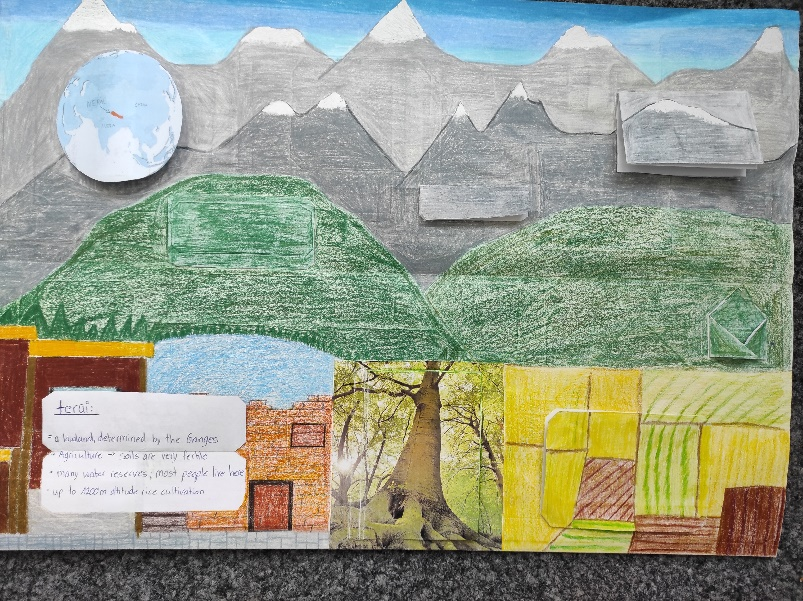 terai:
- a lowland, determined by the Ganges
- Agriculture → soils are very fertile
• many water reserves, most people live here
- up to 1200m altitude rice cultivation